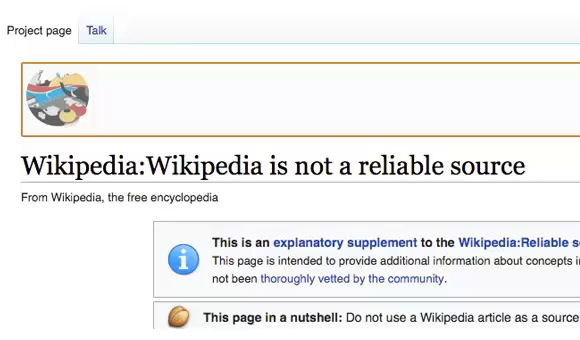 Project page Talk
Wikipedia:Wikipedia is not a reliable source
From Wikipedia, the free encyclopedia
This is an explanatory supplement to the Wikipedia:Reliable s
This page is intended to provide additional information about concepts i
not been thoroughly vetted by the community.
This page in a nutshell: Do not use a Wikipedia article as a source